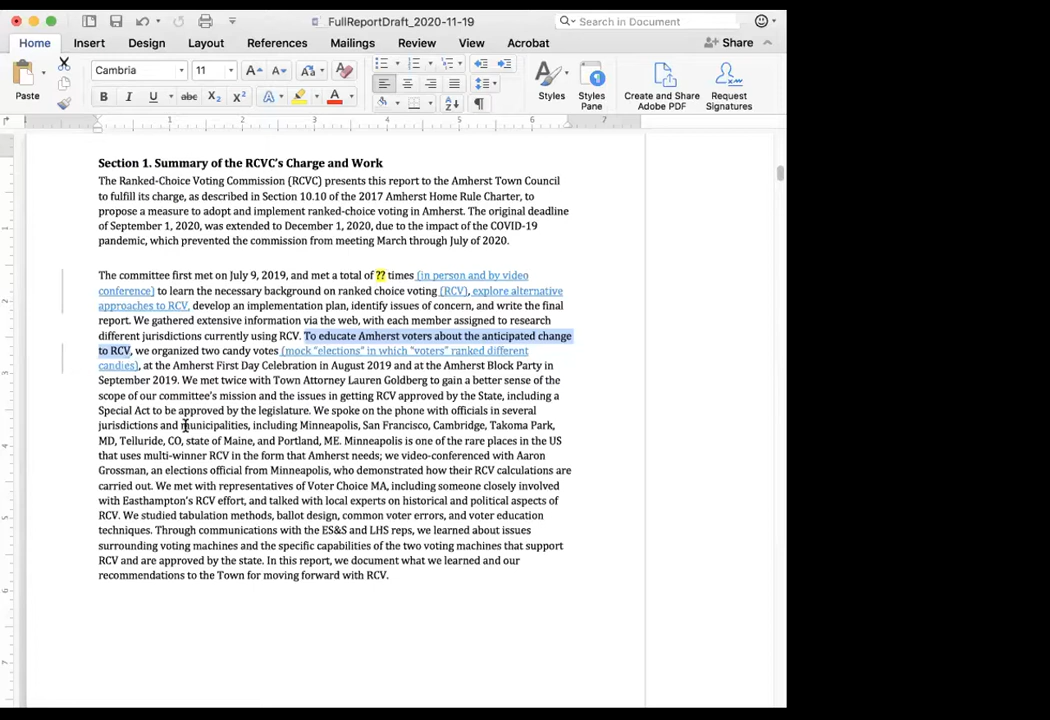 FullReportDraft_2020-11-19
Search in Document
Home Insert Design Layout References Mailings Review View Acrobat Share
Paste
Cambria 11
Styles
Styles Pane
Create and Share Adobe PDF
Request Signatures
1 2 3 4 5 6 7
Section 1. Summary of the RCVC's Charge and Work
The Ranked-Choice Voting Commission (RCVC) presents this report to the Amherst Town Council
to fulfill its charge, as described in Section 10.10 of the 2017 Amherst Home Rule Charter, to
propose a measure to adopt and implement ranked-choice voting in Amherst. The original deadline
of September 1, 2020, was extended to December 1, 2020, due to the impact of the COVID-19
pandemic, which prevented the commission from meeting March through July of 2020.
The committee first met on July 9, 2019, and met a total of ?? times (in person and by video
conference) to learn the necessary background on ranked choice voting (RCV), explore alternative
approaches to RCV, develop an implementation plan, identify issues of concern, and write the final
report. We gathered extensive information via the web, with each member assigned to research
different jurisdictions currently using RCV. To educate Amherst voters about the anticipated change
to RCV, we organized two candy votes (mock "elections" in which "voters" ranked different
candies), at the Amherst First Day Celebration in August 2019 and at the Amherst Block Party in
September 2019. We met twice with Town Attorney Lauren Goldberg to gain a better sense of the
scope of our committee's mission and the issues in getting RCV approved by the State, including a
Special Act to be approved by the legislature. We spoke on the phone with officials in several
jurisdictions and municipalities, including Minneapolis, San Francisco, Cambridge, Takoma Park,
MD, Telluride, CO, state of Maine, and Portland, ME. Minneapolis is one of the rare places in the US
that uses multi-winner RCV in the form that Amherst needs; we video-conferenced with Aaron
Grossman, an elections official from Minneapolis, who demonstrated how their RCV calculations are
carried out. We met with representatives of Voter Choice MA, including someone closely involved
with Easthampton's RCV effort, and talked with local experts on historical and political aspects of
RCV. We studied tabulation methods, ballot design, common voter errors, and voter education
techniques. Through communications with the ES&S and LHS reps, we learned about issues
surrounding voting machines and the specific capabilities of the two voting machines that support
RCV and are approved by the state. In this report, we document what we learned and our
recommendations to the Town for moving forward with RCV.